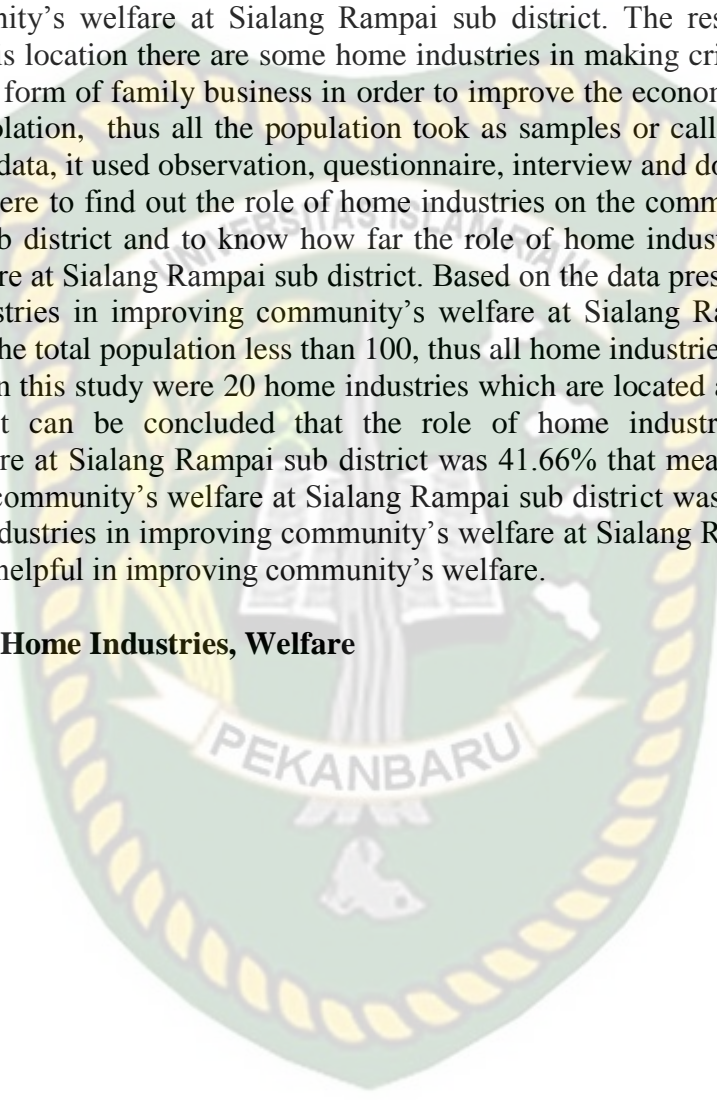 nity’s welfare at Sialang Rampai sub district. The res
is location there are some home industries in making cri
form of family business in order to improve the econon
olation, thus all the population took as samples or call
data, it used observation, questionnaire, interview and do
ere to find out the role of home industries on the comm
b district and to know how far the role of home indust
re at Sialang Rampai sub district. Based on the data pres
stries in improving community’s welfare at Sialang Ra
he total population less than 100, thus all home industrie
n this study were 20 home industries which are located a
t can be concluded that the role of home industr
re at Sialang Rampai sub district was 41.66% that mea
community’s welfare at Sialang Rampai sub district was
dustries in improving community’s welfare at Sialang R
helpful in improving community’s welfare.
Home Industries, Welfare
UNIVERSITAS ISLAM RIAU
PEKANBARU